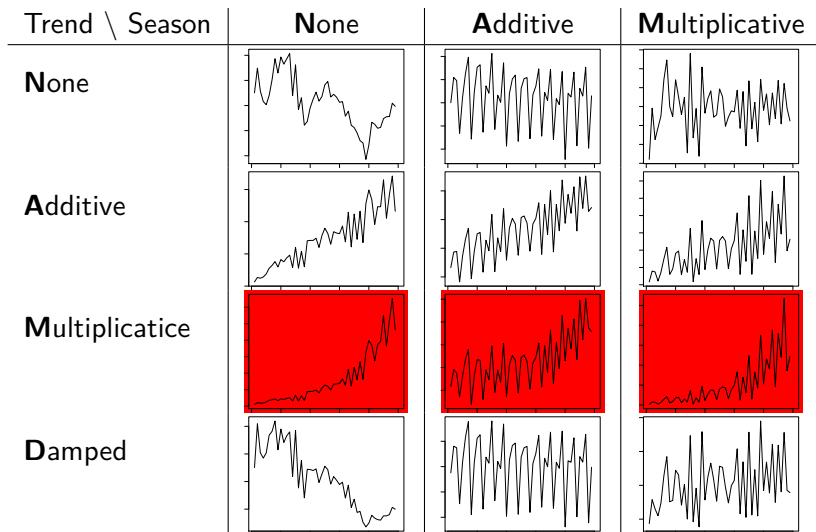 Trend \ Season None Additive Multiplicative
None
Additive
Multiplicatice
Damped